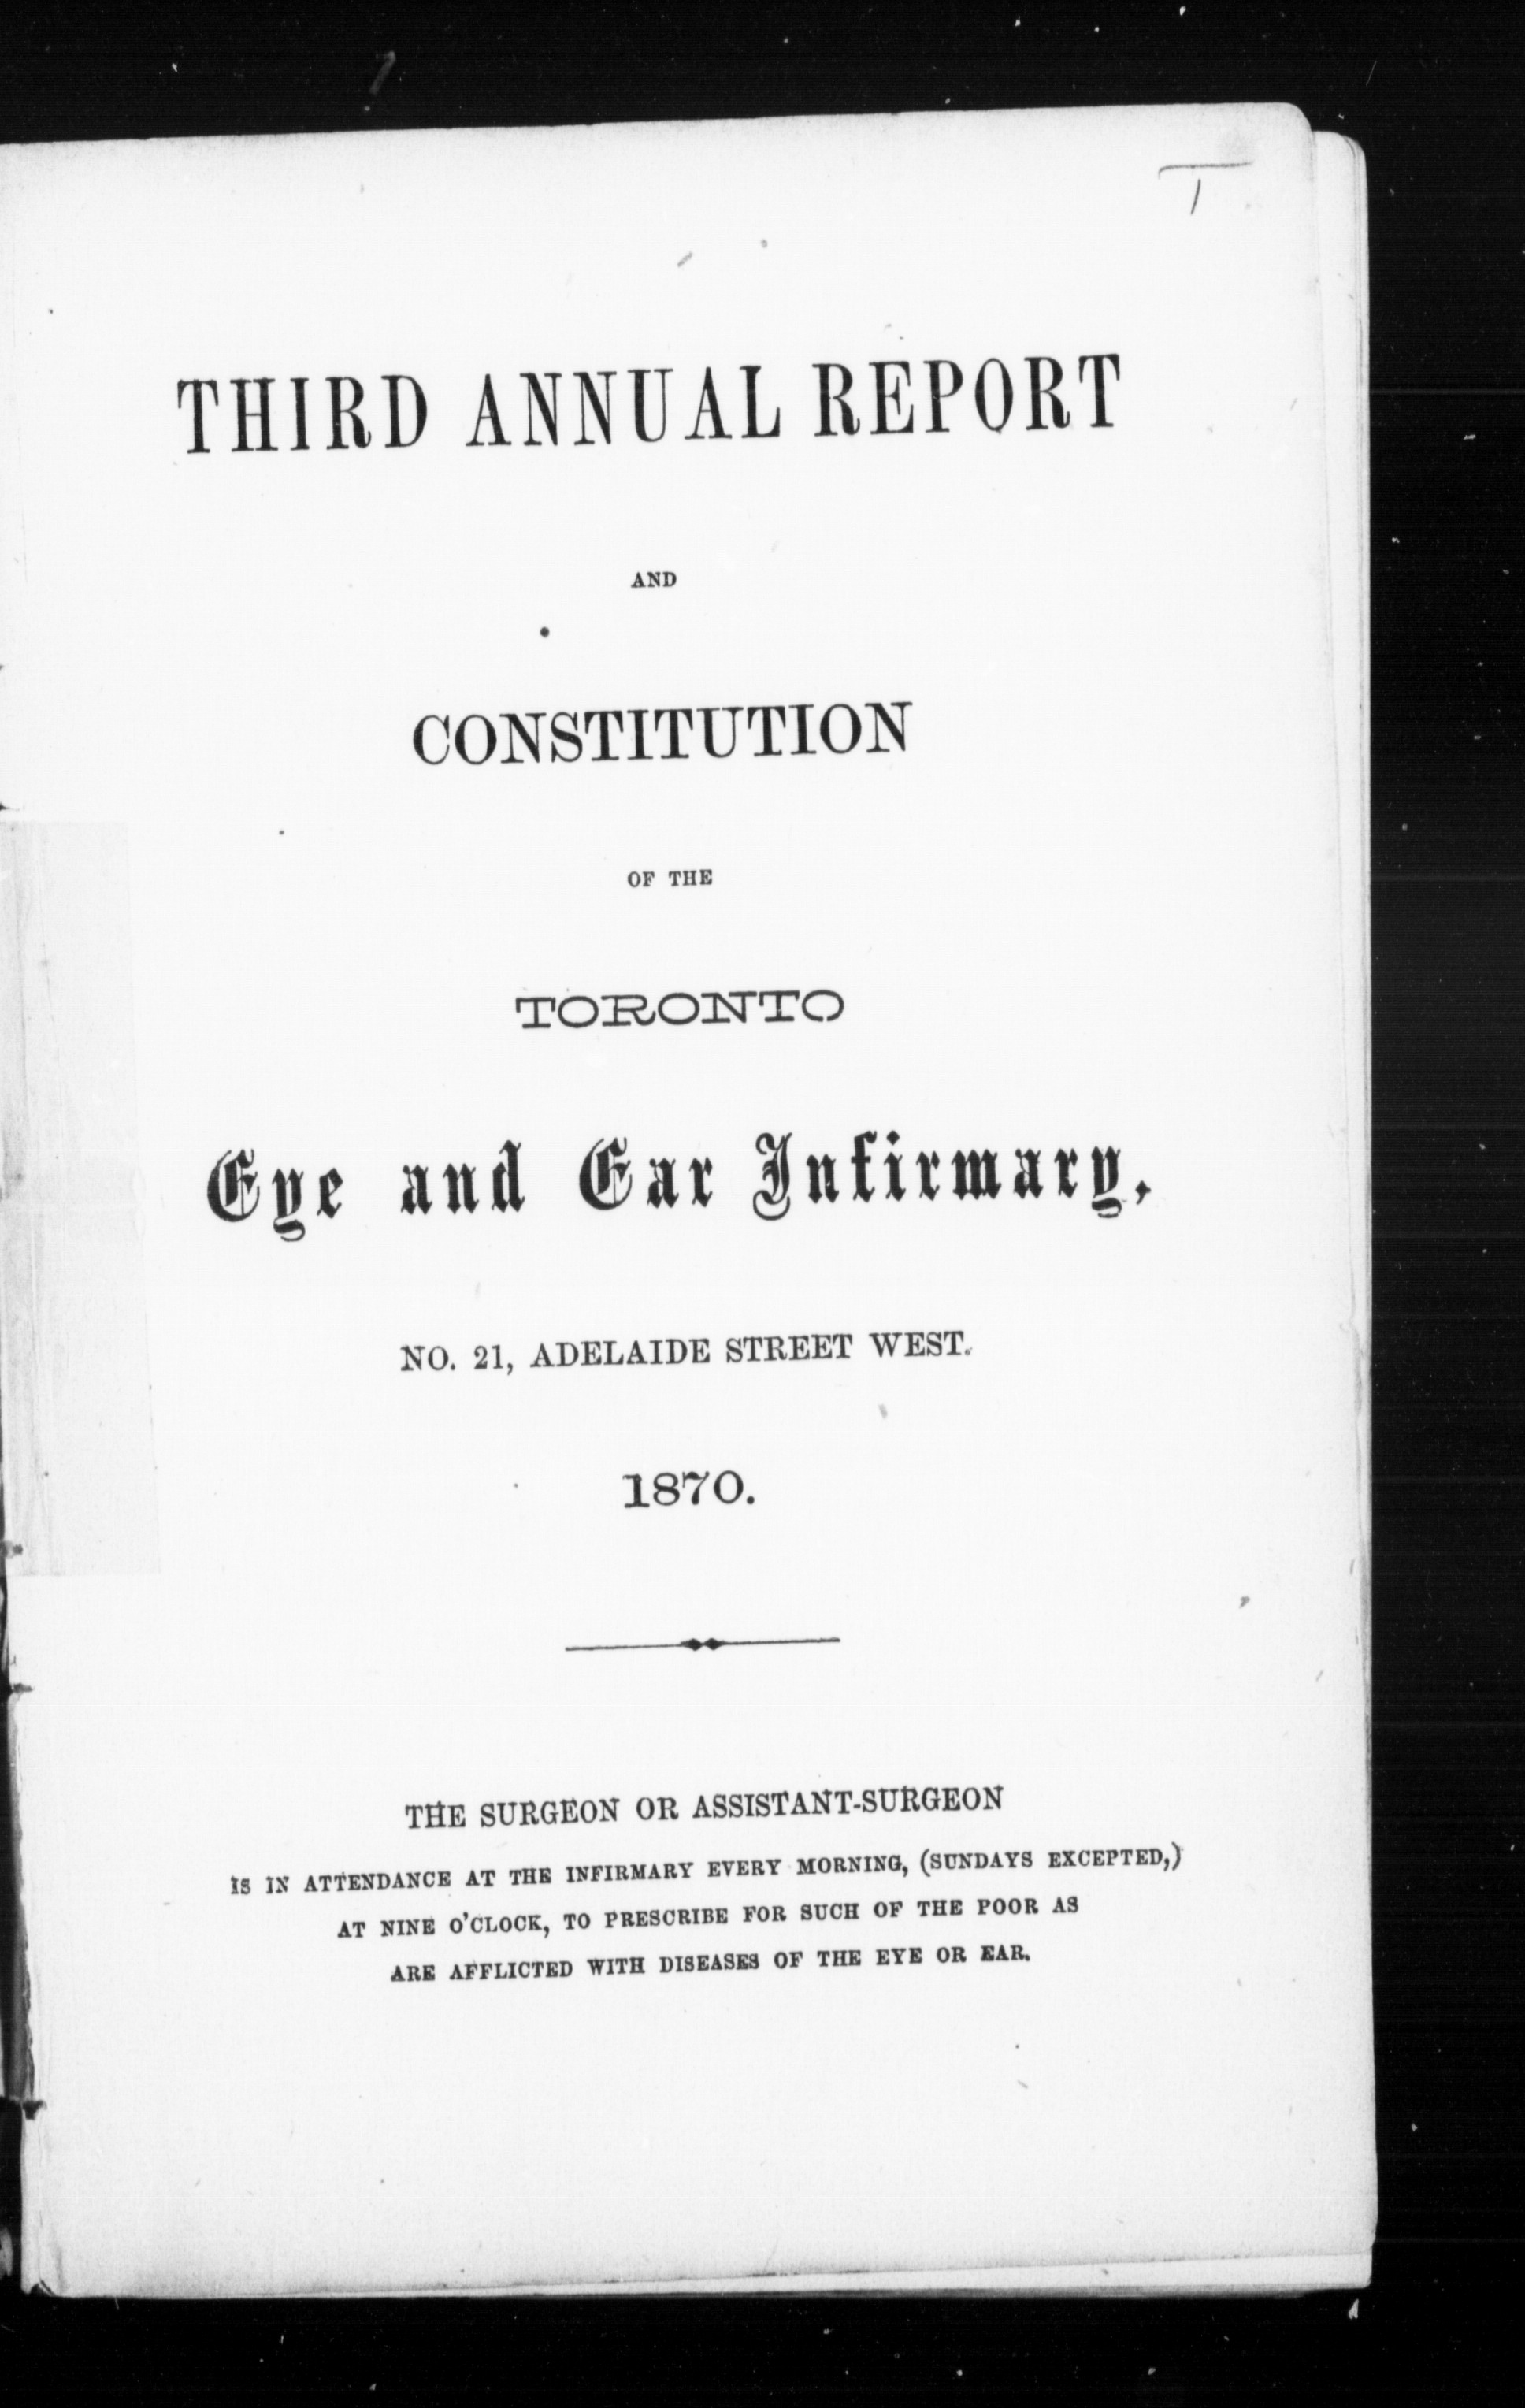 THIRD ANNUAL REPORT
AND
CONSTITUTION
OF THE
TORONTO
Eye and Ear Infirmary,
NO. 21, ADELAIDE STREET WEST.
1870.
THE SURGEON OR ASSISTANT-SURGEON
IS IN ATTENDANCE AT THE INFIRMARY EVERY MORNING, (SUNDAYS EXCEPTED,)
AT NINE O'CLOCK, TO PRESCRIBE FOR SUCH OF THE POOR AS
ARE AFFLICTED WITH DISEASES OF THE EYE OR EAR.